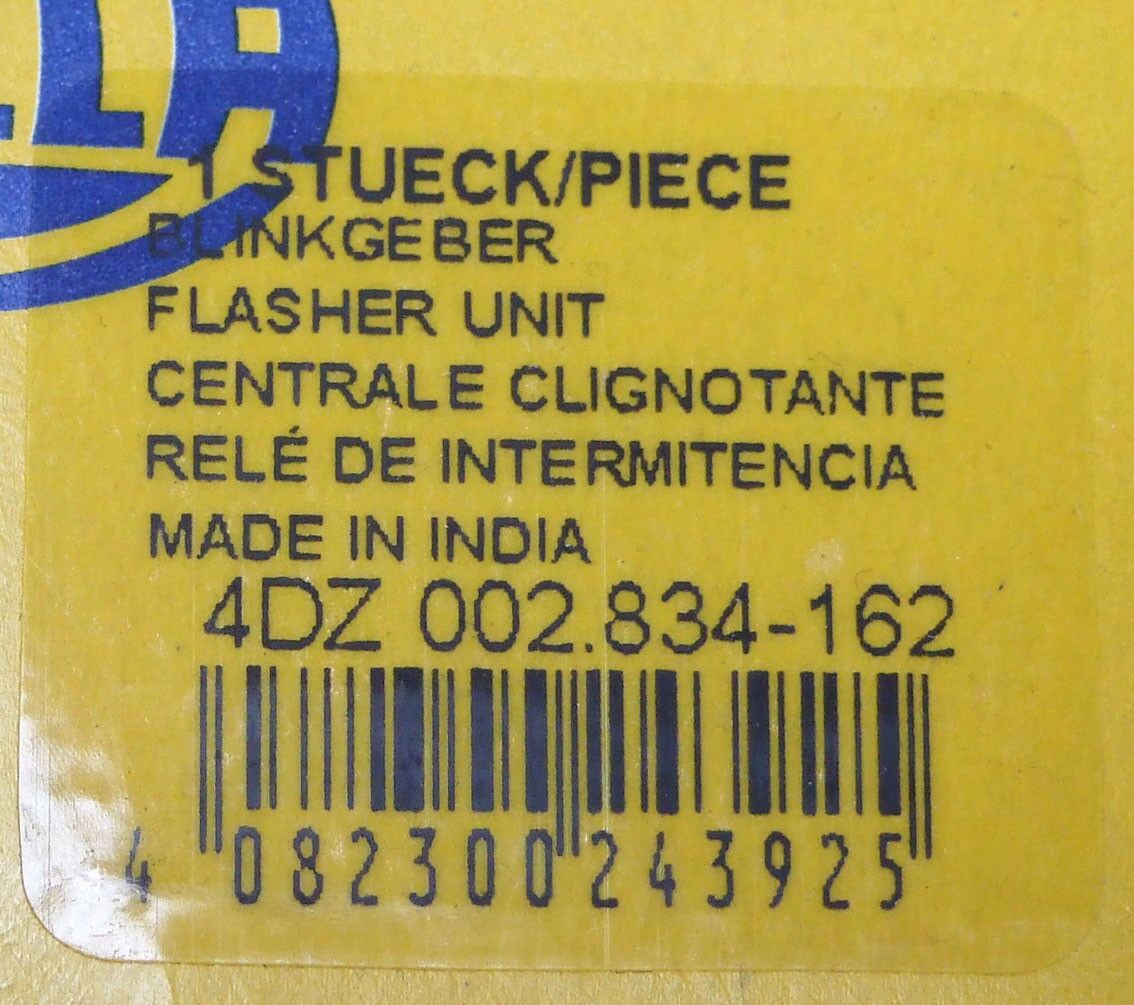 LLA
1 STUECK/PIECE
BLINKGEBER
FLASHER UNIT
CENTRALE CLIGNOTANTE
RELÉ DE INTERMITENCIA
MADE IN INDIA
4DZ 002.834-162
4 082300 243925